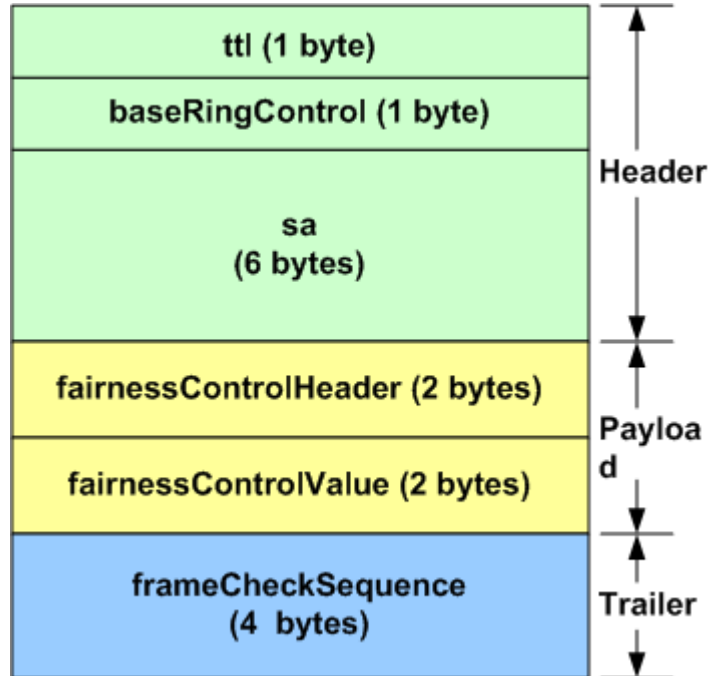 ttl (1 byte)
baseRingControl (1 byte)
sa
(6 bytes)
Header
fairnessControlHeader (2 bytes)
fairnessControlValue (2 bytes)
Payloa
d
frameCheckSequence
(4 bytes)
Trailer